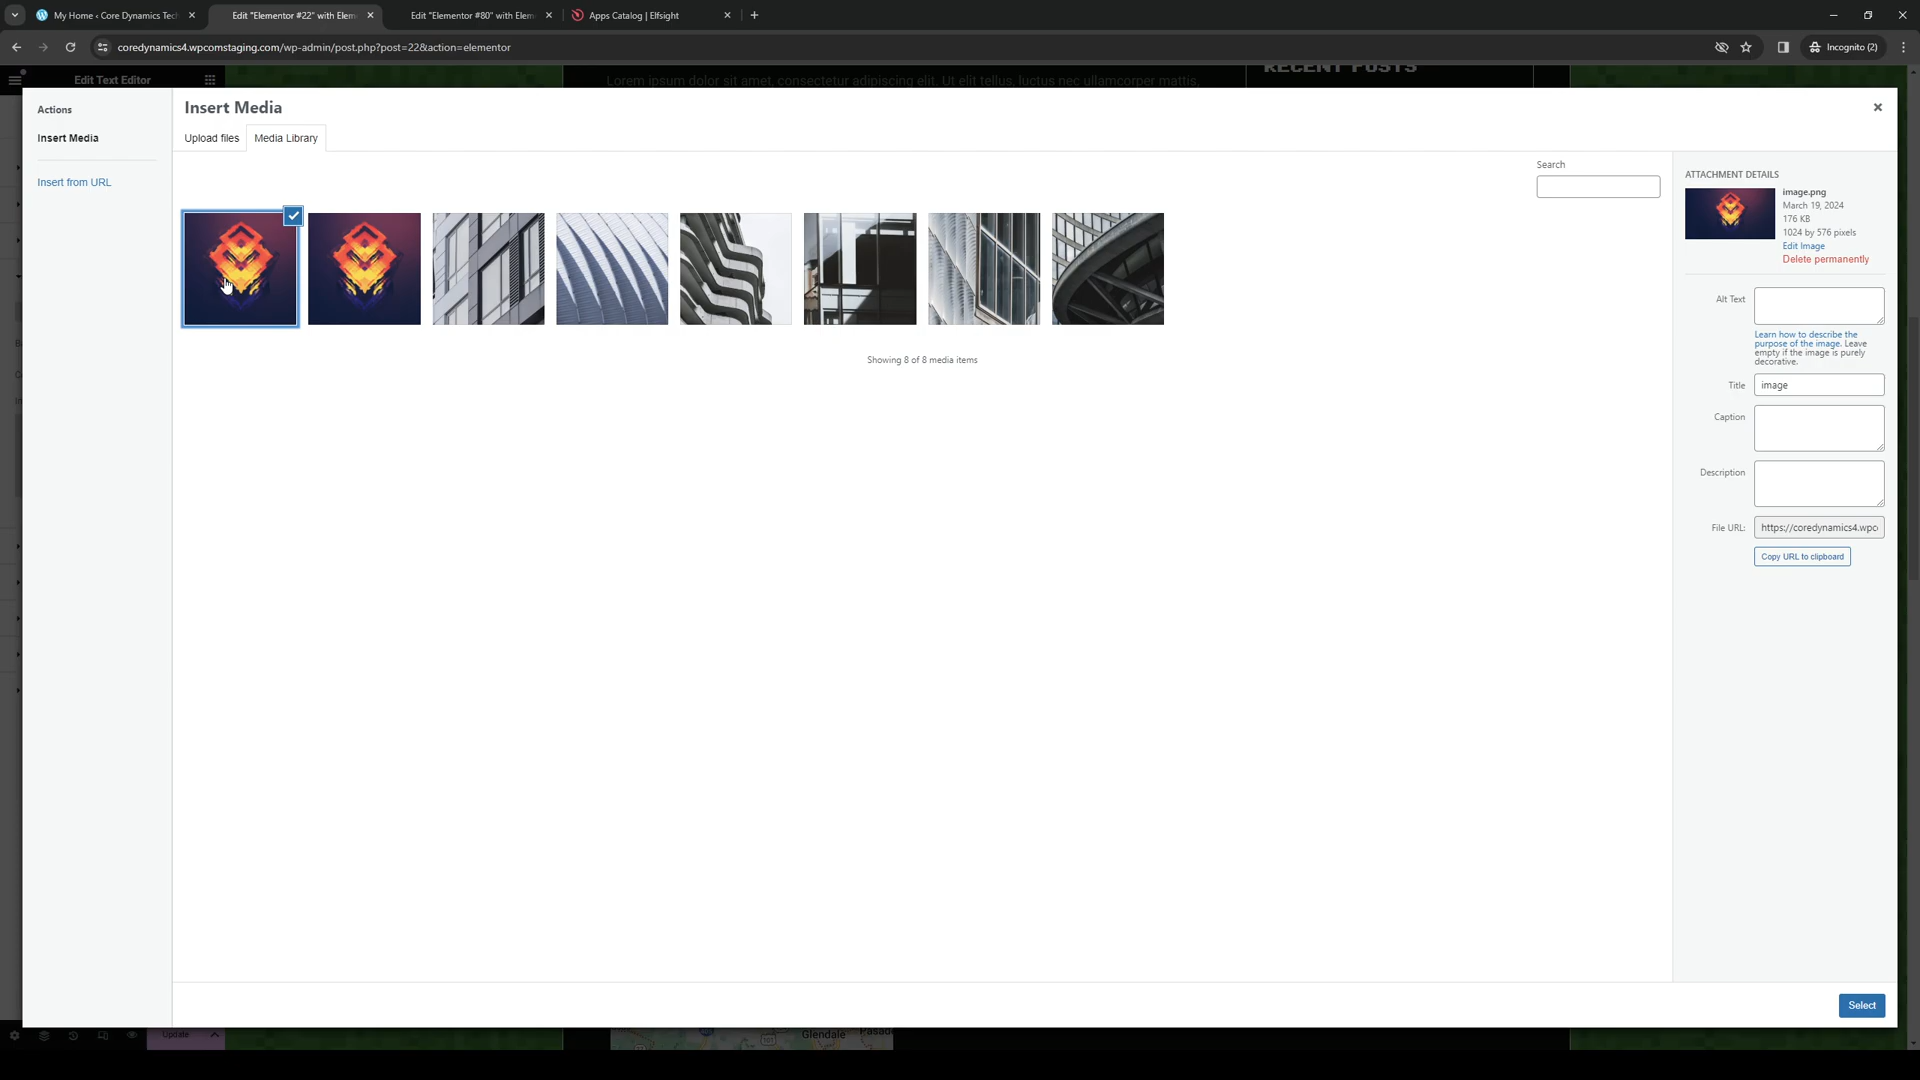 My Home ‹ Core Dynamics Tech
Edit "Elementor #22" with Elem
Edit "Elementor #80" with Elem
Apps Catalog | Elfsight
coredynamics4.wpcomstaging.com/wp-admin/post.php?post=22&action=elementor
Incognito (2)
Edit Text Editor
Lorem ipsum dolor sit amet, consectetur adipiscing elit. Ut elit tellus, luctus nec ullamcorper mattis,
RECENT POSTS
Actions
Insert Media
Insert from URL
Insert Media
Upload files
Media Library
Search
Showing 8 of 8 media items
ATTACHMENT DETAILS
image.png
March 19, 2024
176 KB
1024 by 576 pixels
Edit Image
Delete permanently
Alt Text
Learn how to describe the
purpose of the image. Leave
empty if the image is purely
decorative.
Title
image
Caption
Description
File URL:
https://coredynamics4.wpc
Copy URL to clipboard
Select
Update
Glendale
Pasad
101